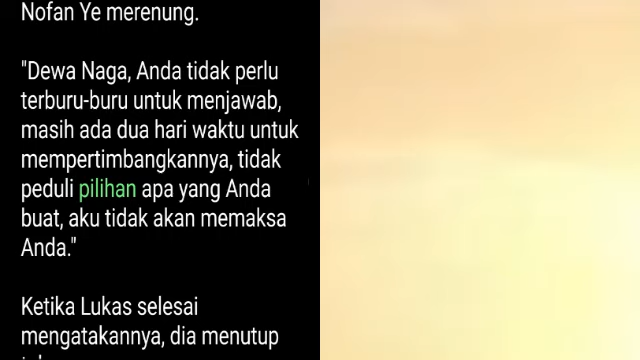 Nofan Ye merenung.
"Dewa Naga, Anda tidak perlu
terburu-buru untuk menjawab,
masih ada dua hari waktu untuk
mempertimbangkannya, tidak
peduli pilihan apa yang Anda
buat, aku tidak akan memaksa
Anda."
Ketika Lukas selesai
mengatakannya, dia menutup